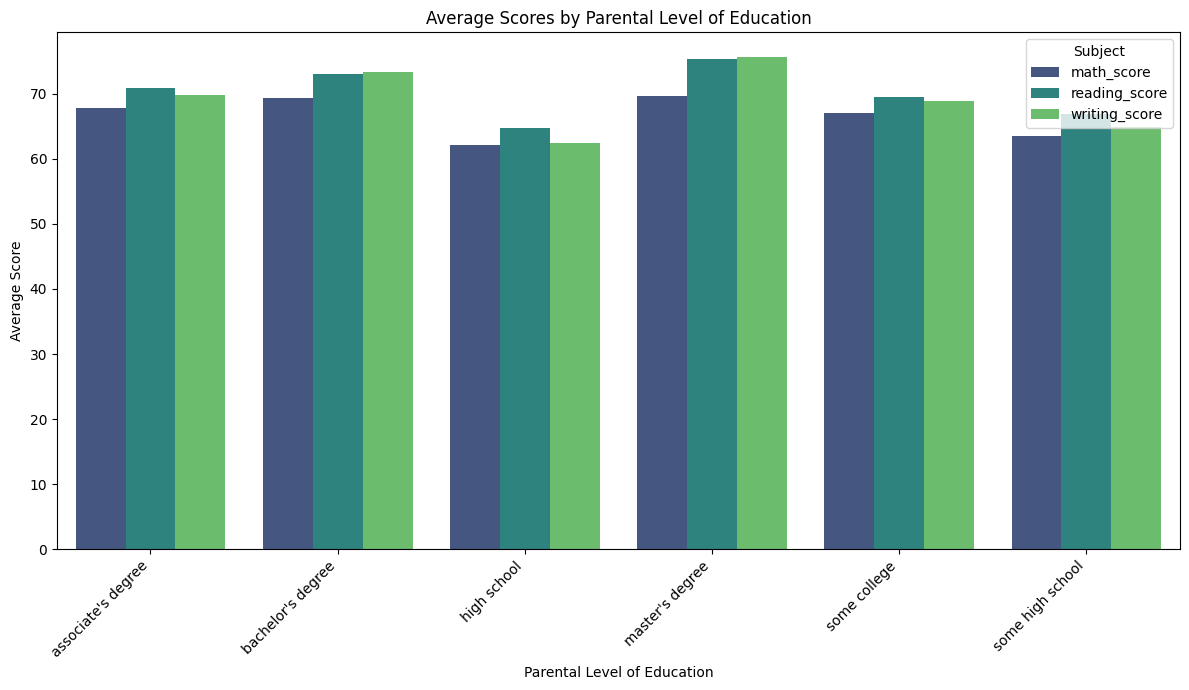 Average Scores by Parental Level of Education
Subject
math_score
reading_score
writing_score
Average Score
70
60
50
40
30
20
10
0
associate's degree
bachelor's degree
high school
master's degree
some college
some high school
Parental Level of Education